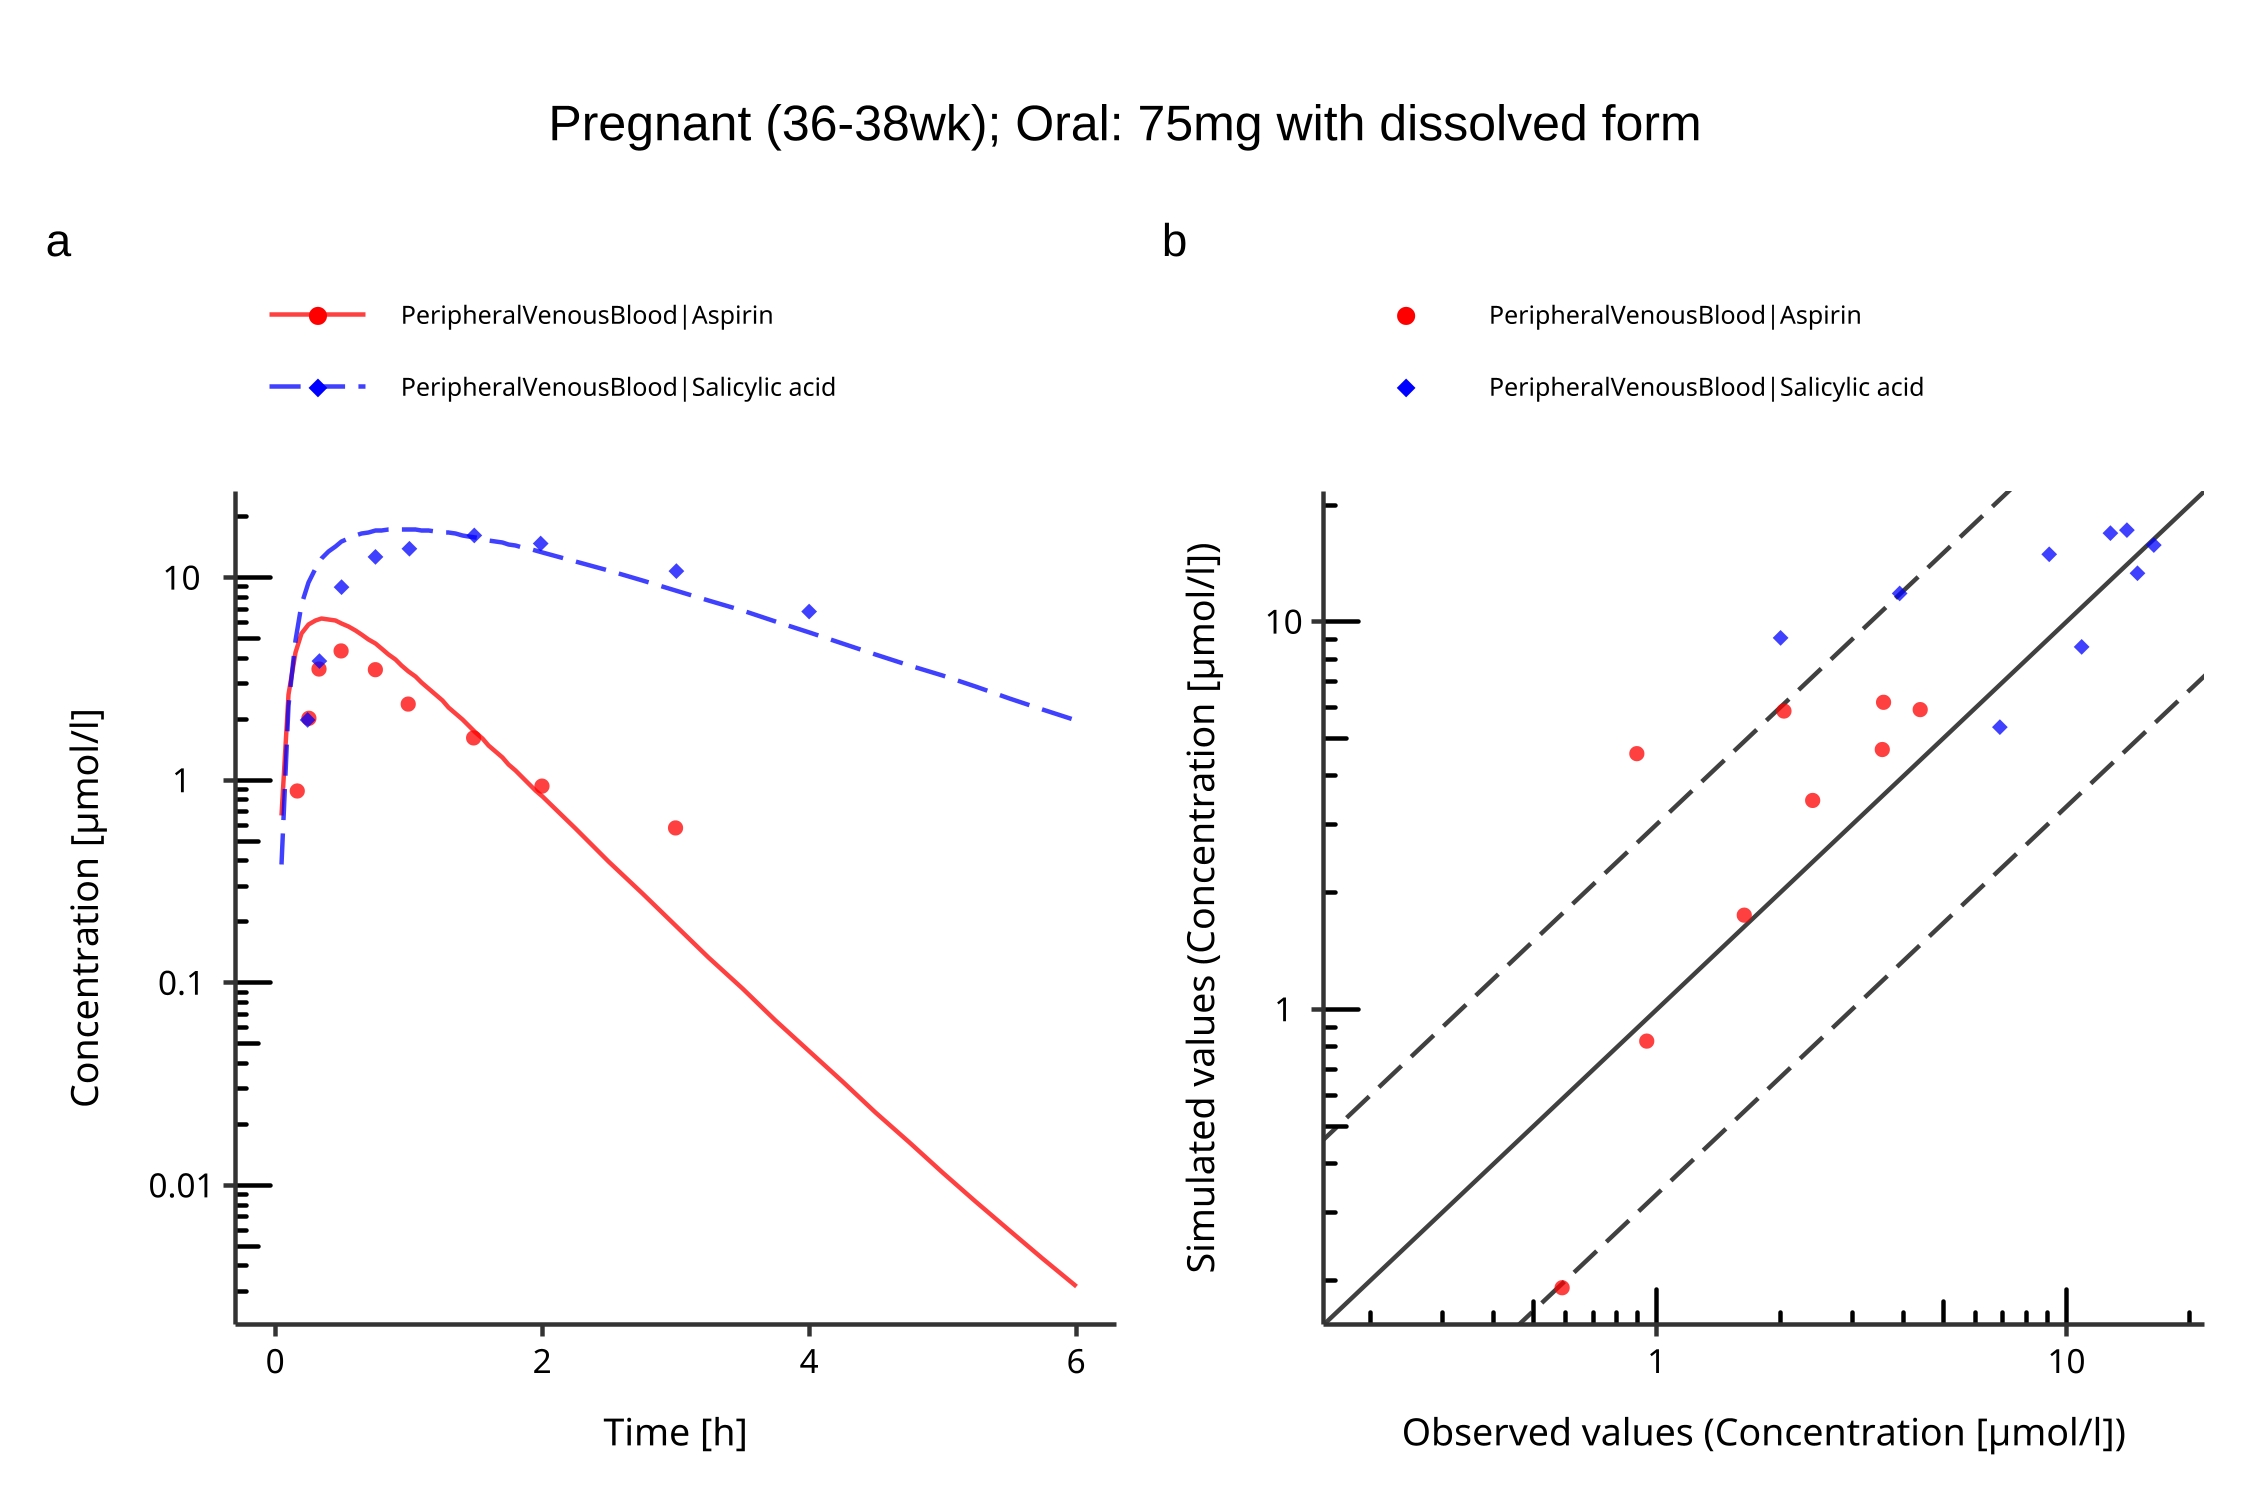 Pregnant (36-38wk); Oral: 75mg with dissolved form
a
PeripheralVenousBlood|Aspirin
PeripheralVenousBlood|Salicylic acid
Concentration [µmol/l]
10
1
0.1
0.01
0
2
4
6
Time [h]
b
PeripheralVenousBlood|Aspirin
PeripheralVenousBlood|Salicylic acid
Simulated values (Concentration [µmol/l])
10
1
1
10
Observed values (Concentration [µmol/l])